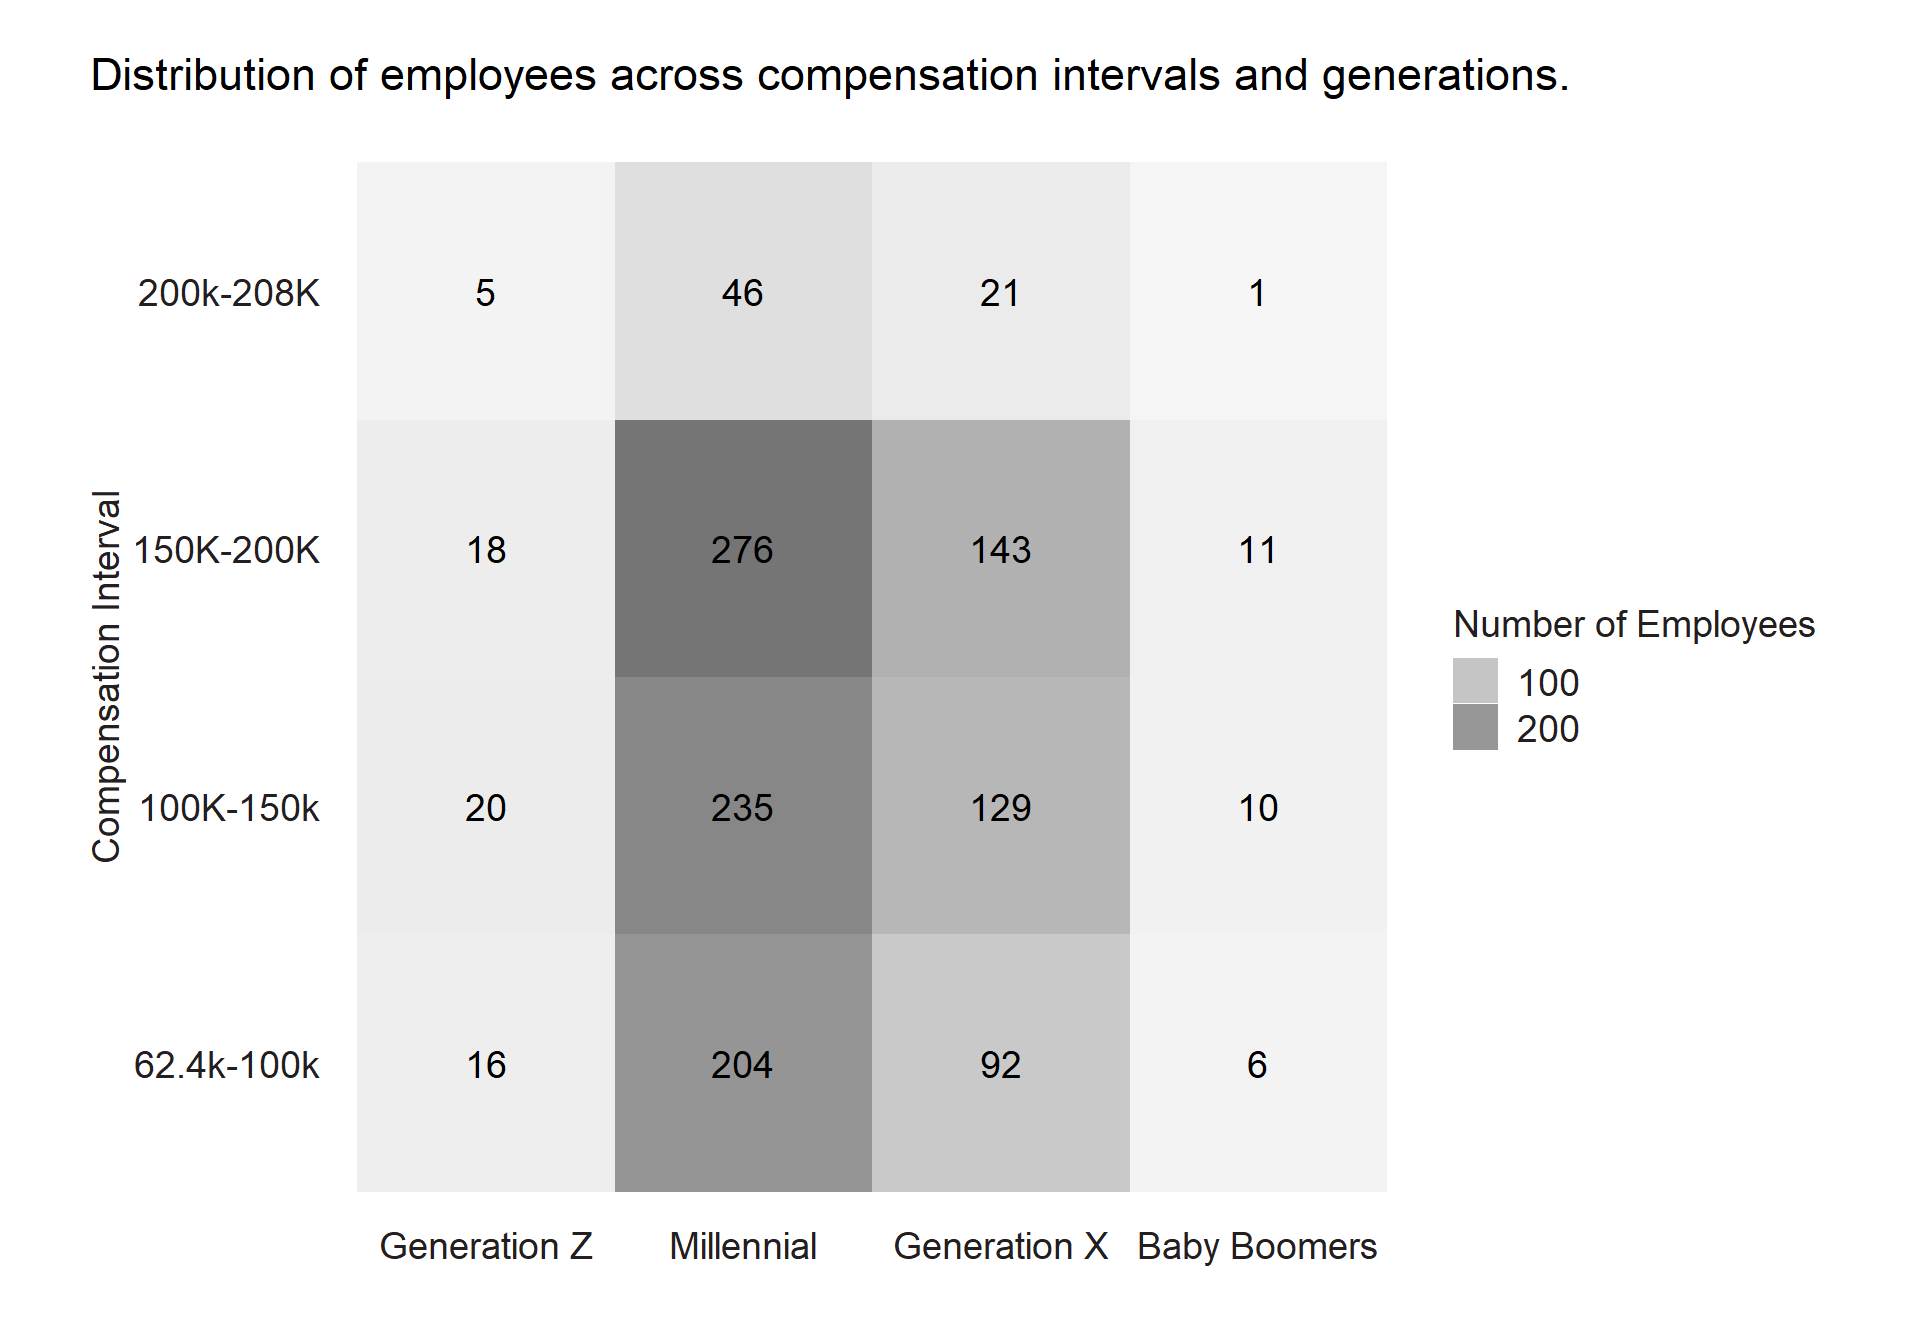 Distribution of employees across compensation intervals and generations.
Compensation Interval
200k-208K 5 46 21 1
150K-200K 18 276 143 11
100K-150k 20 235 129 10
62.4k-100k 16 204 92 6
Generation Z Millennial Generation X Baby Boomers
Number of Employees
100
200